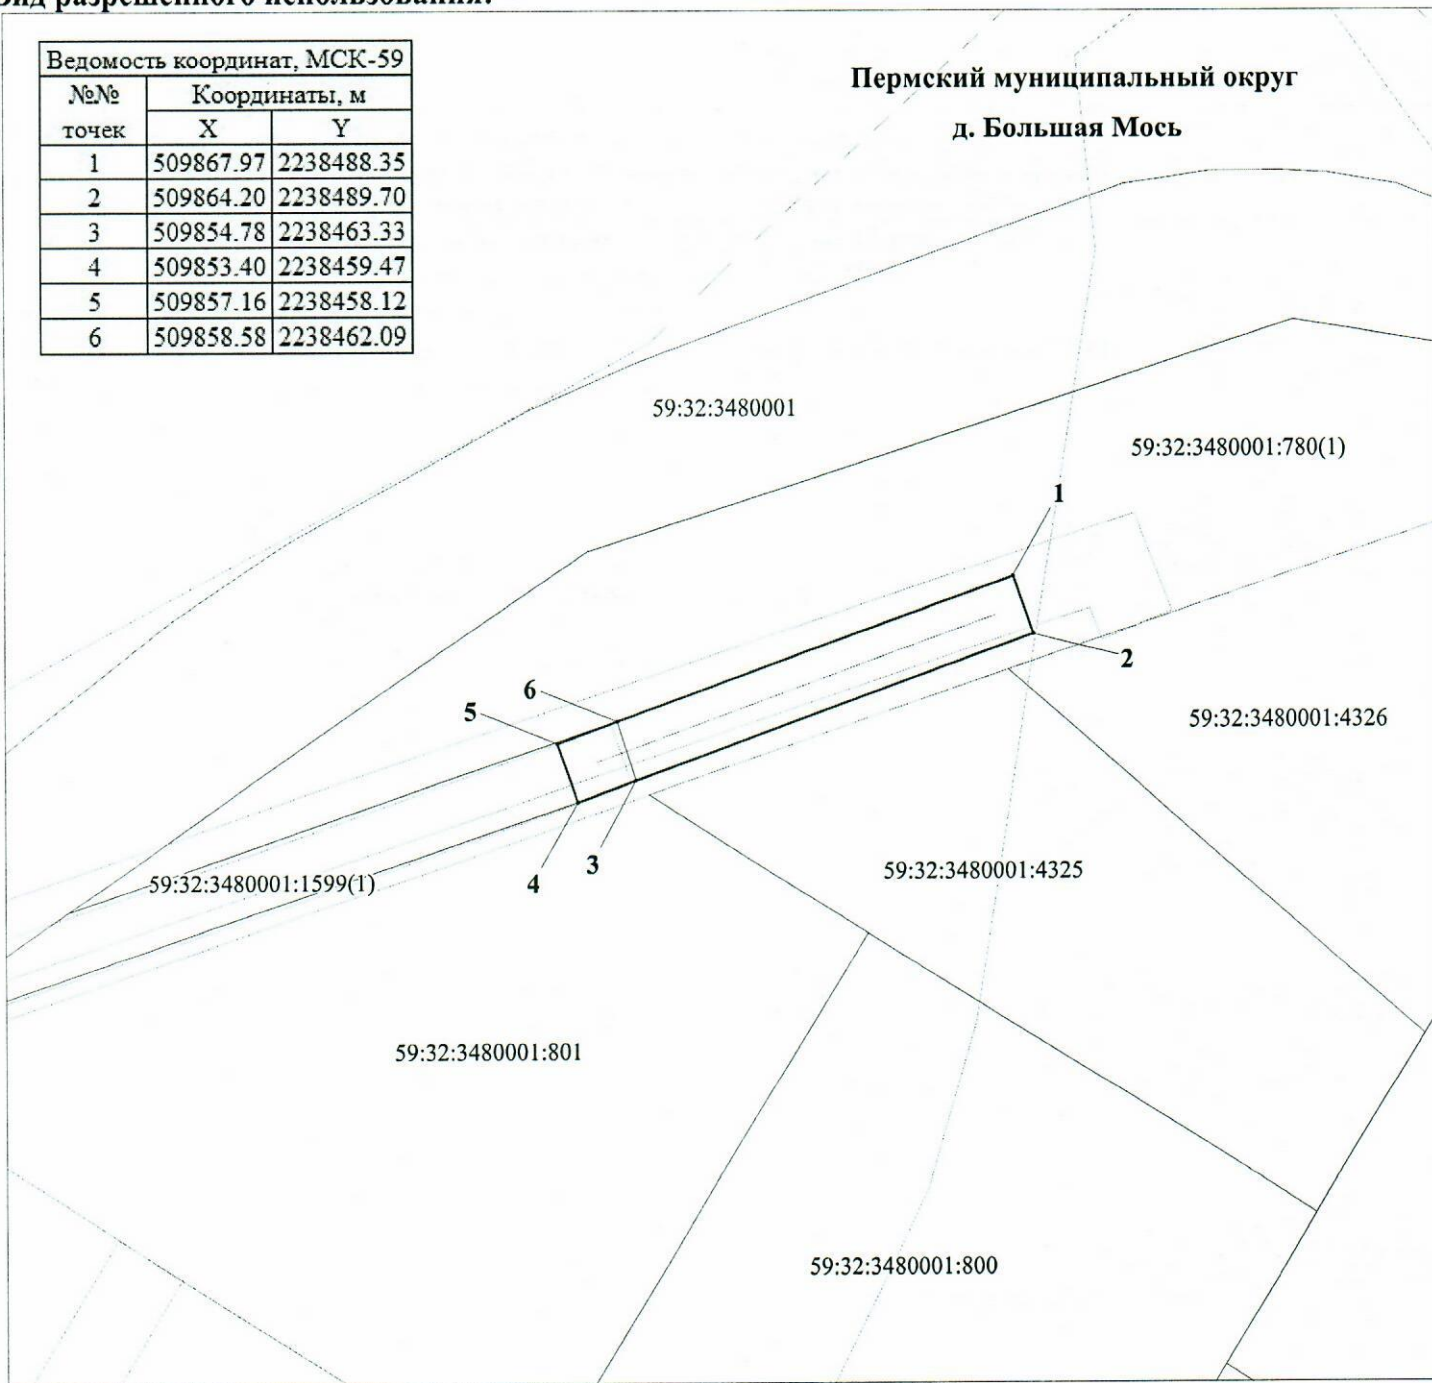 Вид разрешенного использования:
Ведомость координат, МСК-59
№№ точек Координаты, м
X Y
1 509867.97 2238488.35
2 509864.20 2238489.70
3 509854.78 2238463.33
4 509853.40 2238459.47
5 509857.16 2238458.12
6 509858.58 2238462.09
Пермский муниципальный округ
д. Большая Мось
59:32:3480001
59:32:3480001:780(1)
1
2
6
5
59:32:3480001:4326
3
4
59:32:3480001:4325
59:32:3480001:1599(1)
59:32:3480001:801
59:32:3480001:800